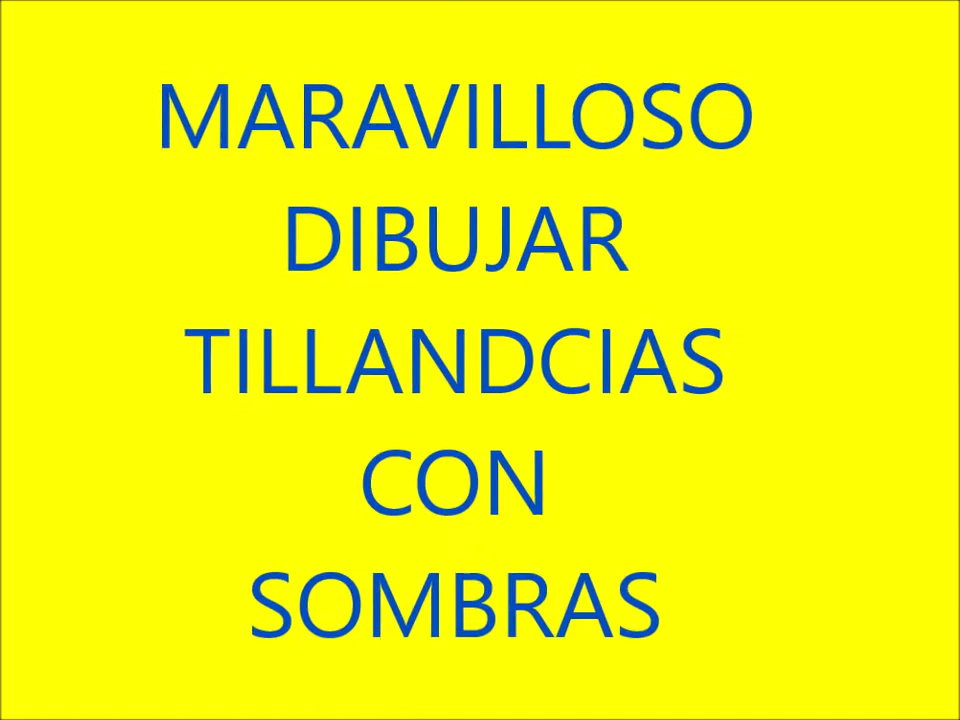 MARAVILLOSO
DIBUJAR
TILLANDCIAS
CON
SOMBRAS